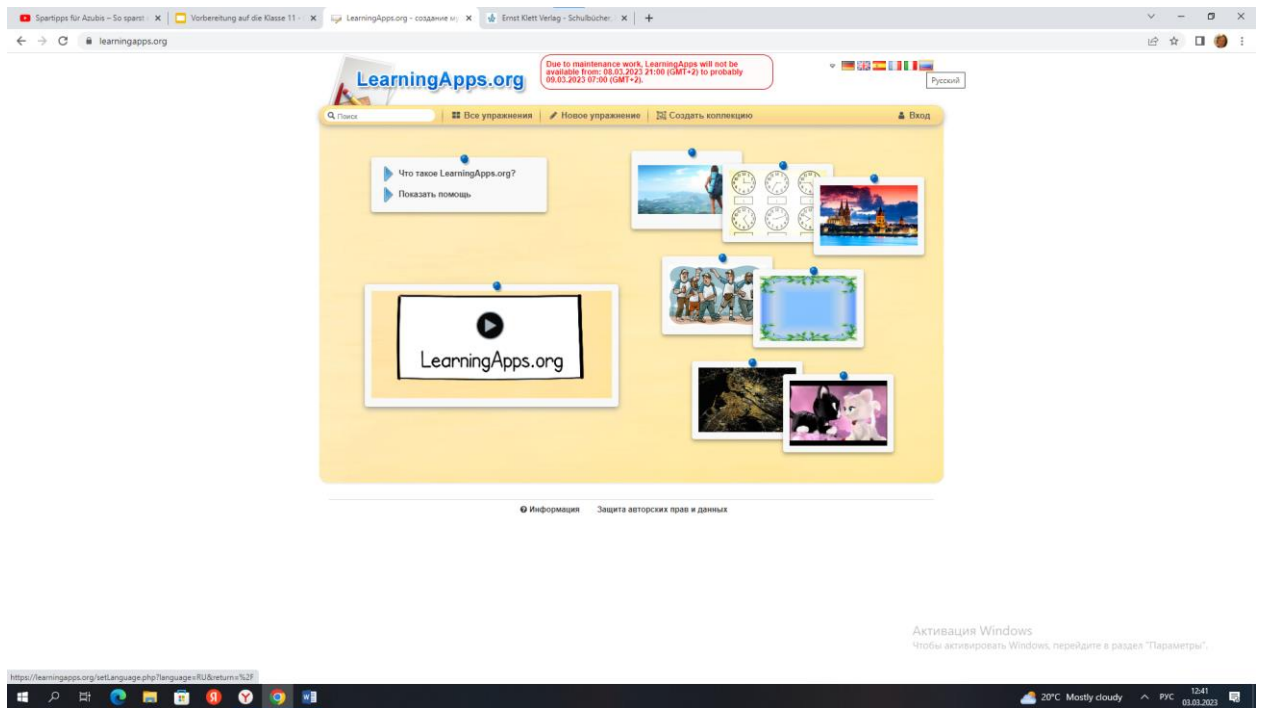 Spartipps für Azubis – So sparst
Vorbereitung auf die Klasse 11 -
LearningApps.org - создание му
Ernst Klett Verlag - Schulbücher,
learningapps.org
LearningApps.org
Due to maintenance work, LearningApps will not be
available from: 08.03.2023 21:00 (GMT+2) to probably
09.03.2023 07:00 (GMT+2).
Русский
Поиск
Все упражнения
Новое упражнение
Создать коллекцию
Вход
Что такое LearningApps.org?
Показать помощь
LearningApps.org
Информация
Защита авторских прав и данных
Активация Windows
Чтобы активировать Windows, перейдите в раздел "Параметры".
https://learningapps.org/setLanguage.php?language=RU&return=%2F
20°C Mostly cloudy
РУС
12:41
03.03.2023